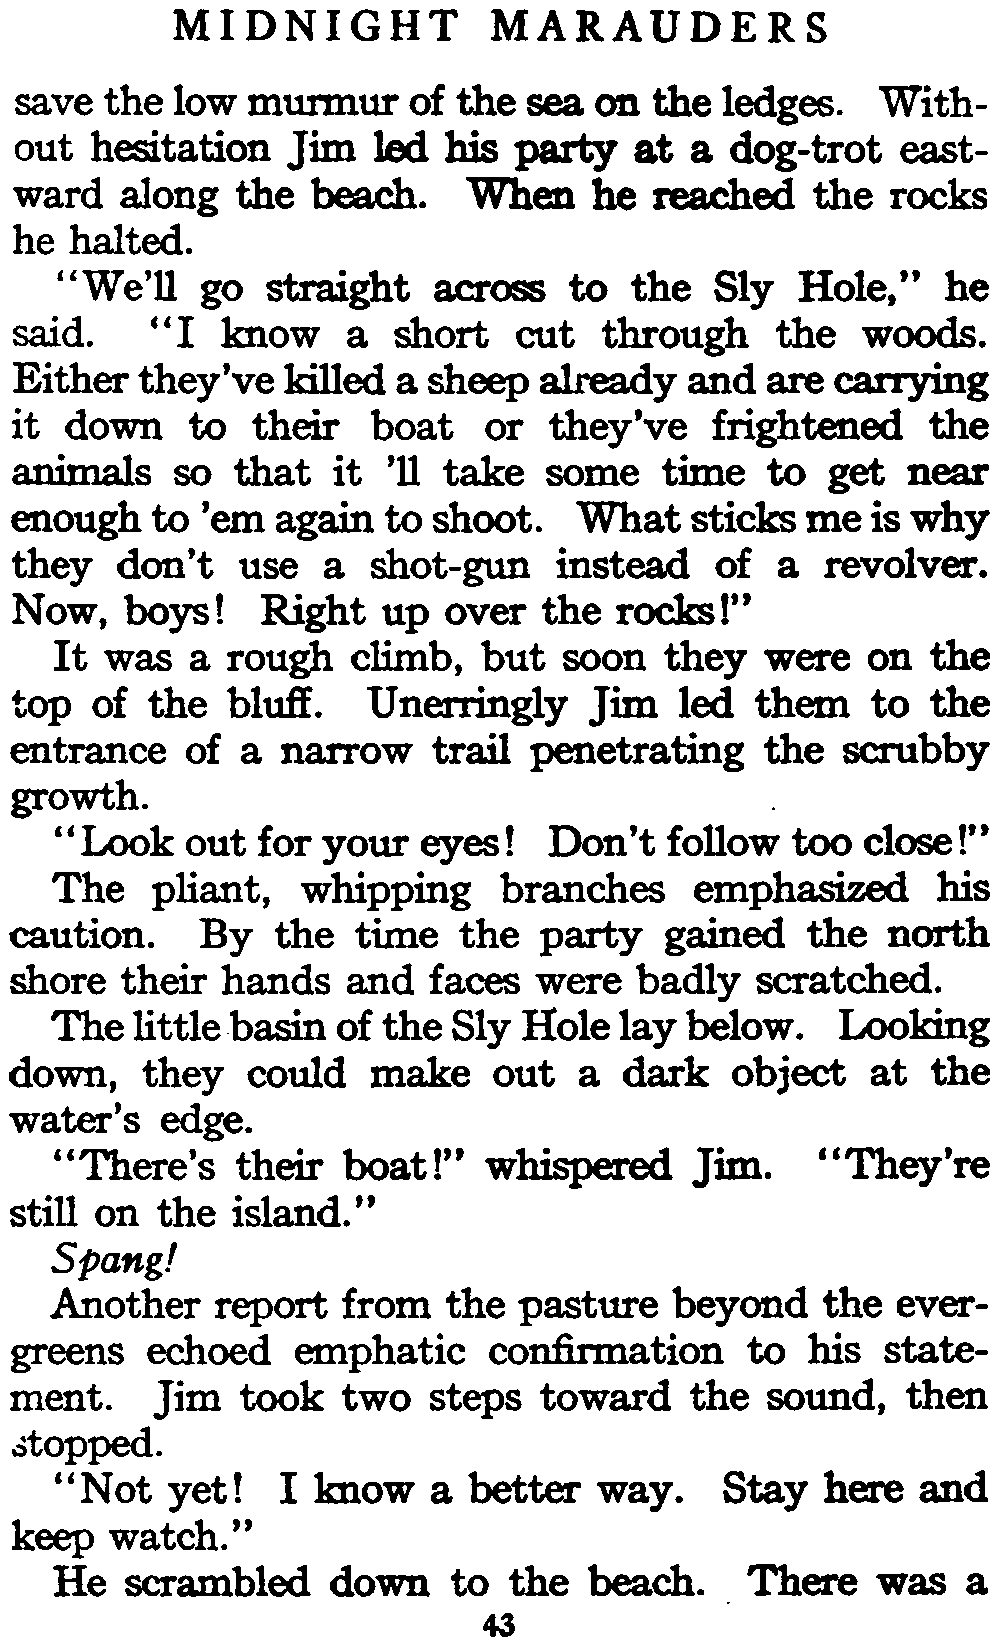 MIDNIGHT MARAUDERS
save the low murmur of the sea on the ledges. With-
out hesitation Jim led his party at a dog-trot east-
ward along the beach. When he reached the rocks
he halted.
"We'll go straight across to the Sly Hole," he
said. "I know a short cut through the woods.
Either they've killed a sheep already and are carrying
it down to their boat or they've frightened the
animals so that it 'll take some time to get near
enough to 'em again to shoot. What sticks me is why
they don't use a shot-gun instead of a revolver.
Now, boys! Right up over the rocks!"
It was a rough climb, but soon they were on the
top of the bluff. Unerringly Jim led them to the
entrance of a narrow trail penetrating the scrubby
growth.
"Look out for your eyes! Don't follow too close!"
The pliant, whipping branches emphasized his
caution. By the time the party gained the north
shore their hands and faces were badly scratched.
The little basin of the Sly Hole lay below. Looking
down, they could make out a dark object at the
water's edge.
"There's their boat!" whispered Jim. "They're
still on the island."
Spang!
Another report from the pasture beyond the ever-
greens echoed emphatic confirmation to his state-
ment. Jim took two steps toward the sound, then
stopped.
"Not yet! I know a better way. Stay here and
keep watch."
He scrambled down to the beach. There was a
43